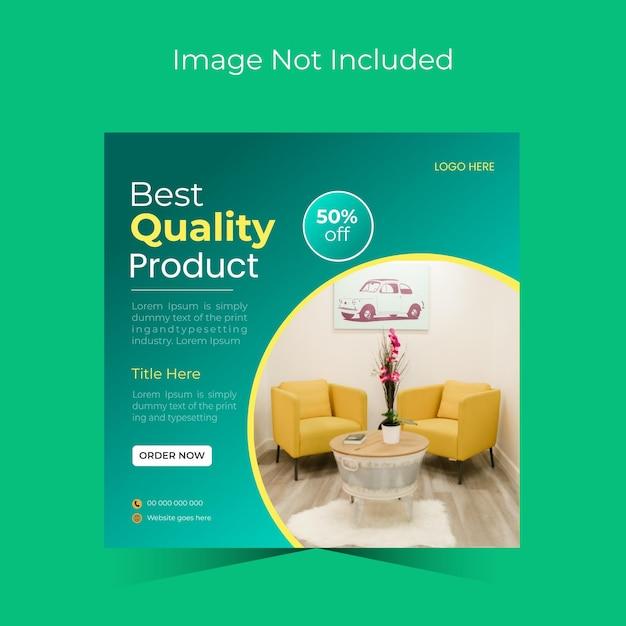 Image Not Included
LOGO HERE
Best
Quality
Product
50%
off
Lorem Ipsum is simply
dummy text of the print
ingandtypesetting
industry. Lorem Ipsum
Title Here
Lorem Ipsum is simply
dummy text of the
printing and typesetting
ORDER NOW
00 000 000 000
Website goes here